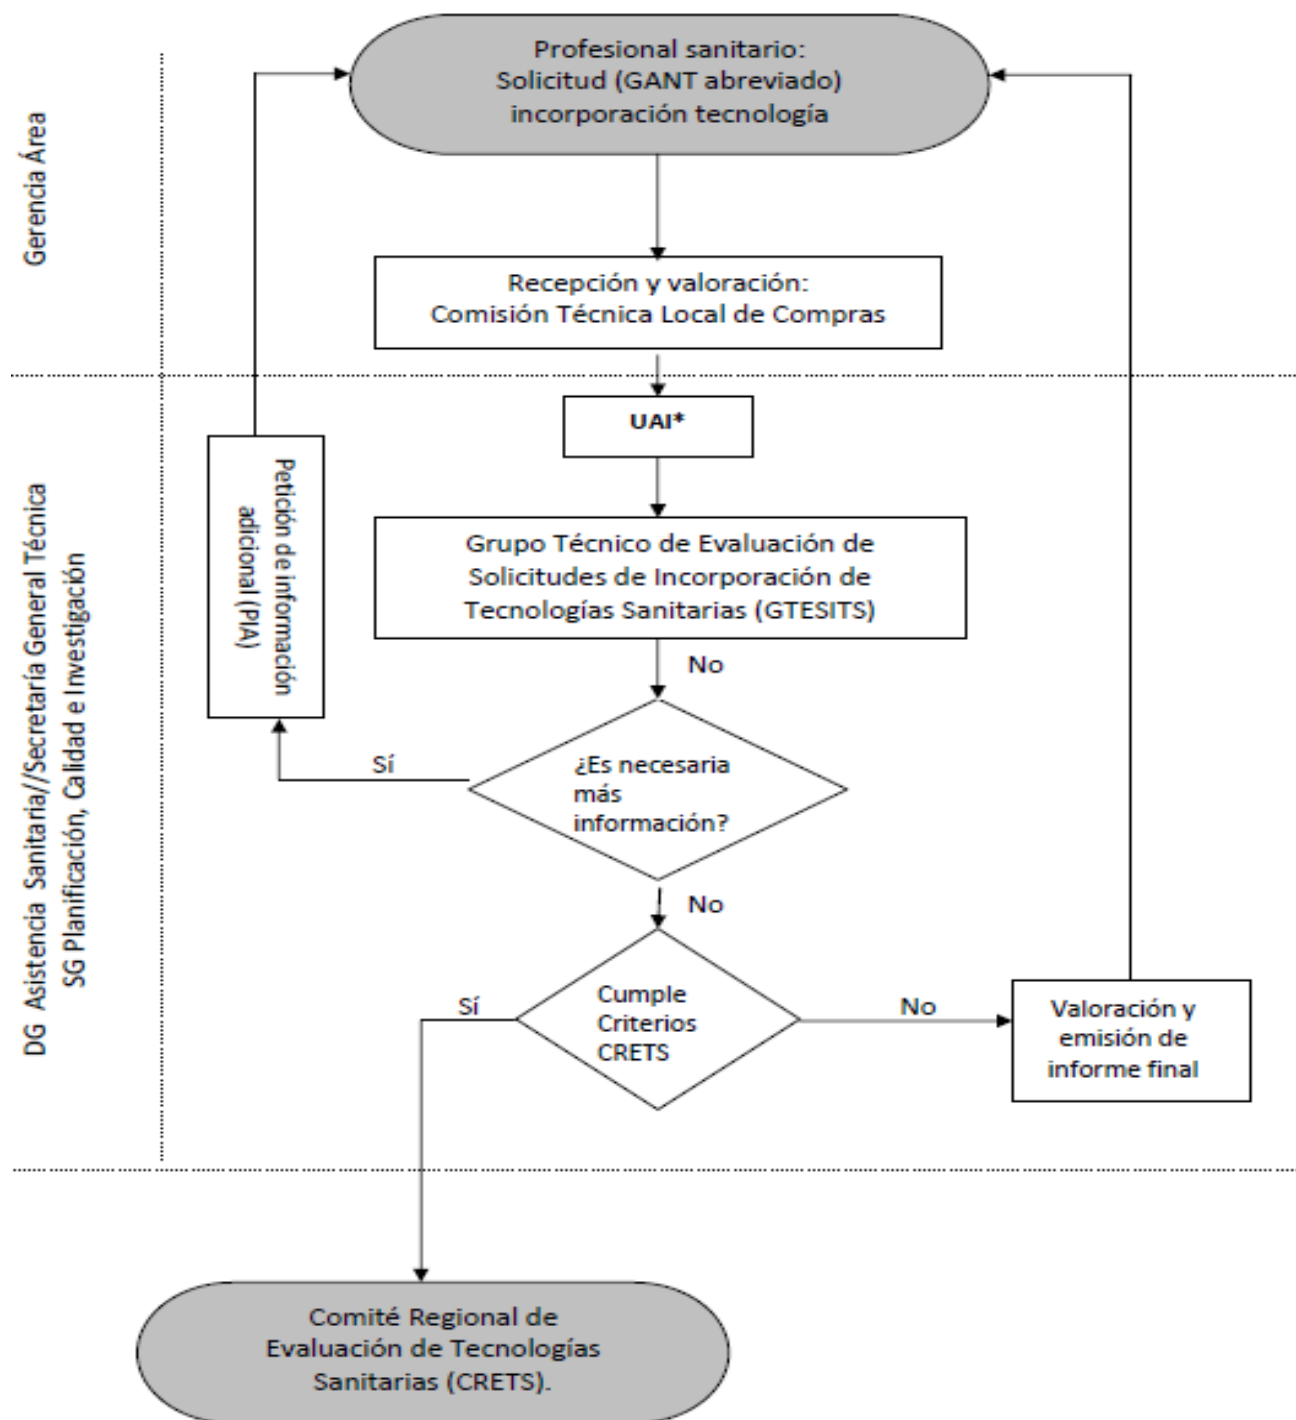 Profesional sanitario:
Solicitud (GANT abreviado)
incorporación tecnología
Gerencia Área
Recepción y valoración:
Comisión Técnica Local de Compras
UAI*
Petición de información
adicional (PIA)
Grupo Técnico de Evaluación de
Solicitudes de Incorporación de
Tecnologías Sanitarias (GTESITS)
No
DG Asistencia Sanitaria//Secretaría General Técnica
SG Planificación, Calidad e Investigación
Sí
¿Es necesaria
más
información?
No
Sí
Cumple
Criterios
CRETS
No
Valoración y
emisión de
informe final
Comité Regional de
Evaluación de Tecnologías
Sanitarias (CRETS).